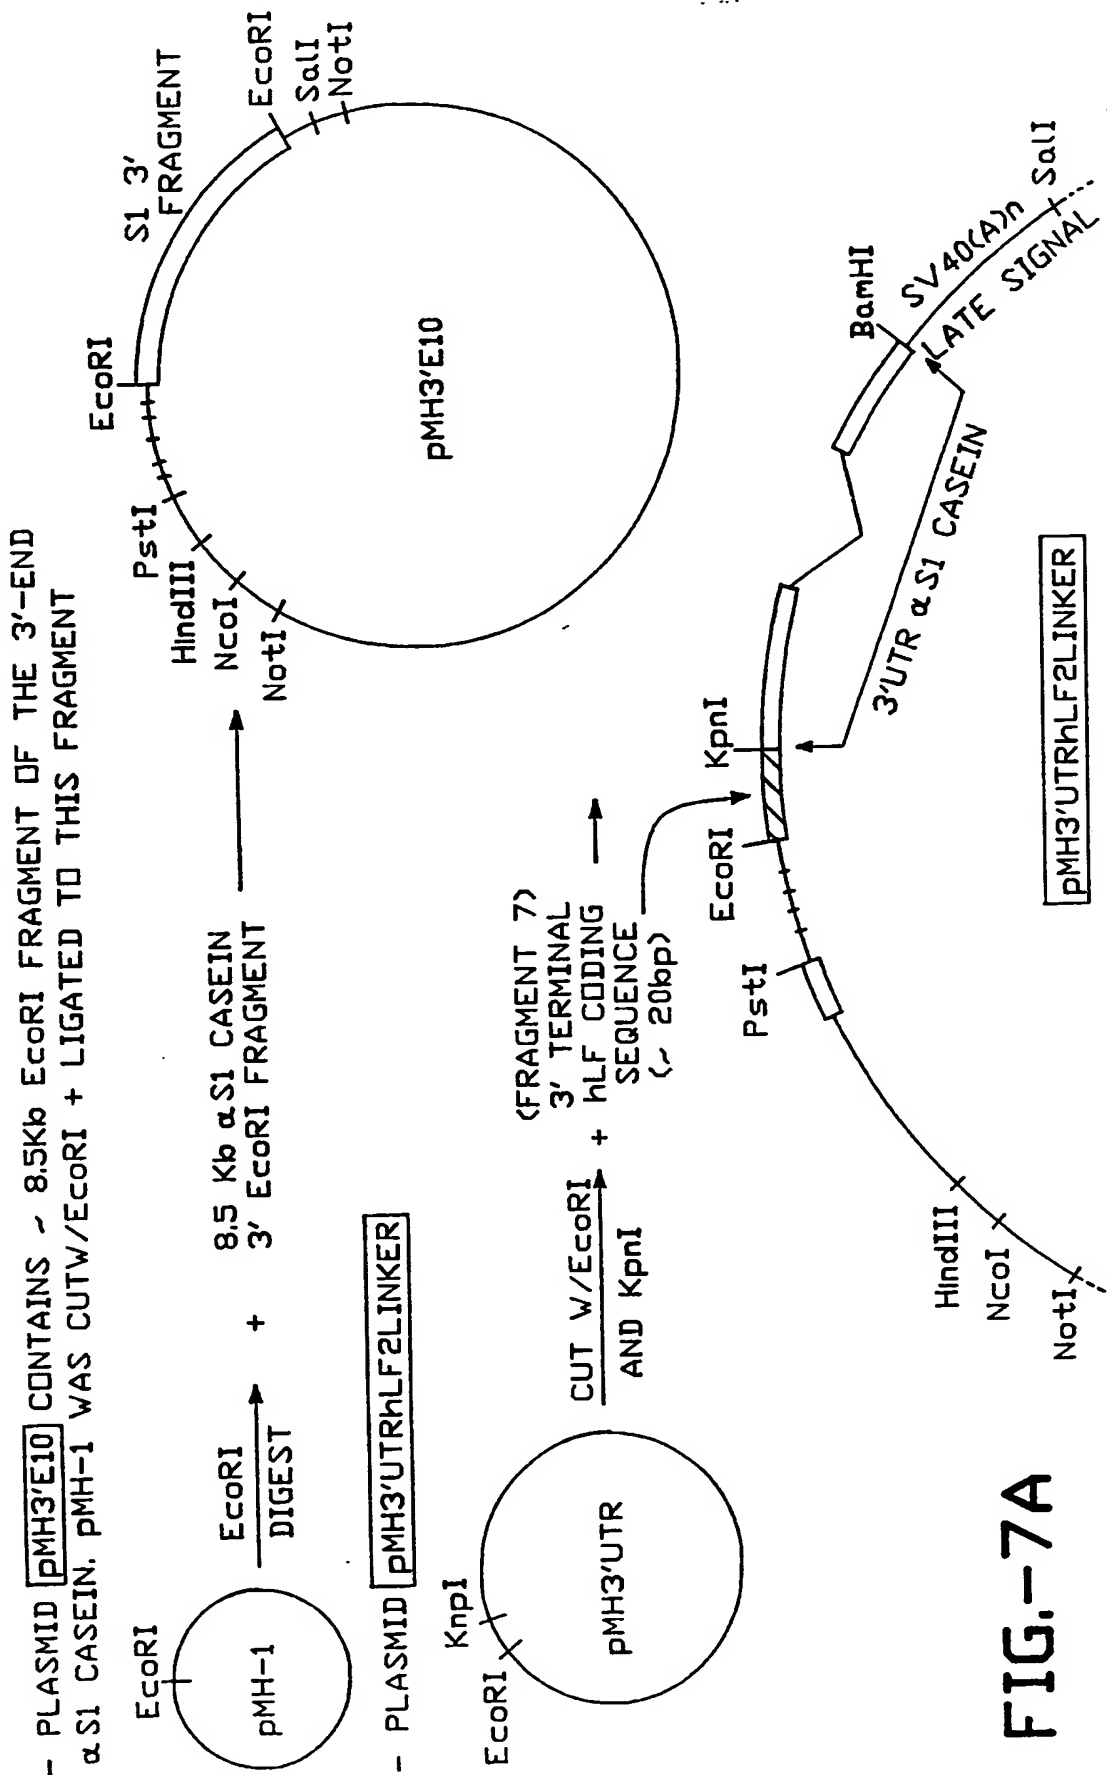 - PLASMID pMH3'E10 CONTAINS ~ 8.5Kb EcoRI FRAGMENT OF THE 3'-END
αS1 CASEIN. pMH-1 WAS CUTW/EcoRI + LIGATED TO THIS FRAGMENT
EcoRI
pMH-1
EcoRI
DIGEST
+
8.5 Kb αS1 CASEIN
3' EcoRI FRAGMENT
NotI
NcoI
HindIII
PstI
EcoRI
S1 3'
FRAGMENT
EcoRI
SalI
NotI
pMH3'E10
- PLASMID pMH3'UTRhLF2LINKER
EcoRI
KnpI
pMH3'UTR
CUT W/EcoRI
AND KpnI
+
(FRAGMENT 7)
3' TERMINAL
hLF CODING
SEQUENCE
(~ 20bp)
NotI
NcoI
HindIII
PstI
EcoRI
KpnI
3'UTR αS1 CASEIN
BamHI
SV40(A)n
LATE SIGNAL
SalI
pMH3'UTRhLF2LINKER
FIG.-7A